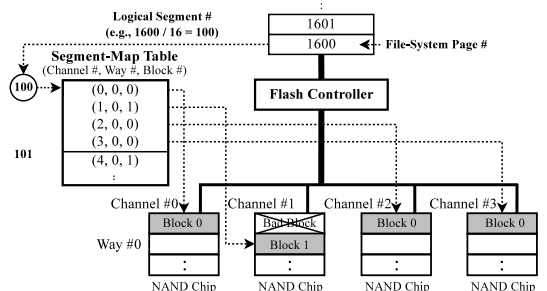 Logical Segment #
(e.g., 1600 / 16 = 100)
1601
1600
File-System Page #
Segment-Map Table
(Channel #, Way #, Block #)
100
(0, 0, 0)
(1, 0, 1)
(2, 0, 0)
(3, 0, 0)
101
(4, 0, 1)
Flash Controller
Channel #0
Channel #1
Channel #2
Channel #3
Way #0
Block 0
Bad Block
Block 0
Block 0
Block 1
NAND Chip
NAND Chip
NAND Chip
NAND Chip